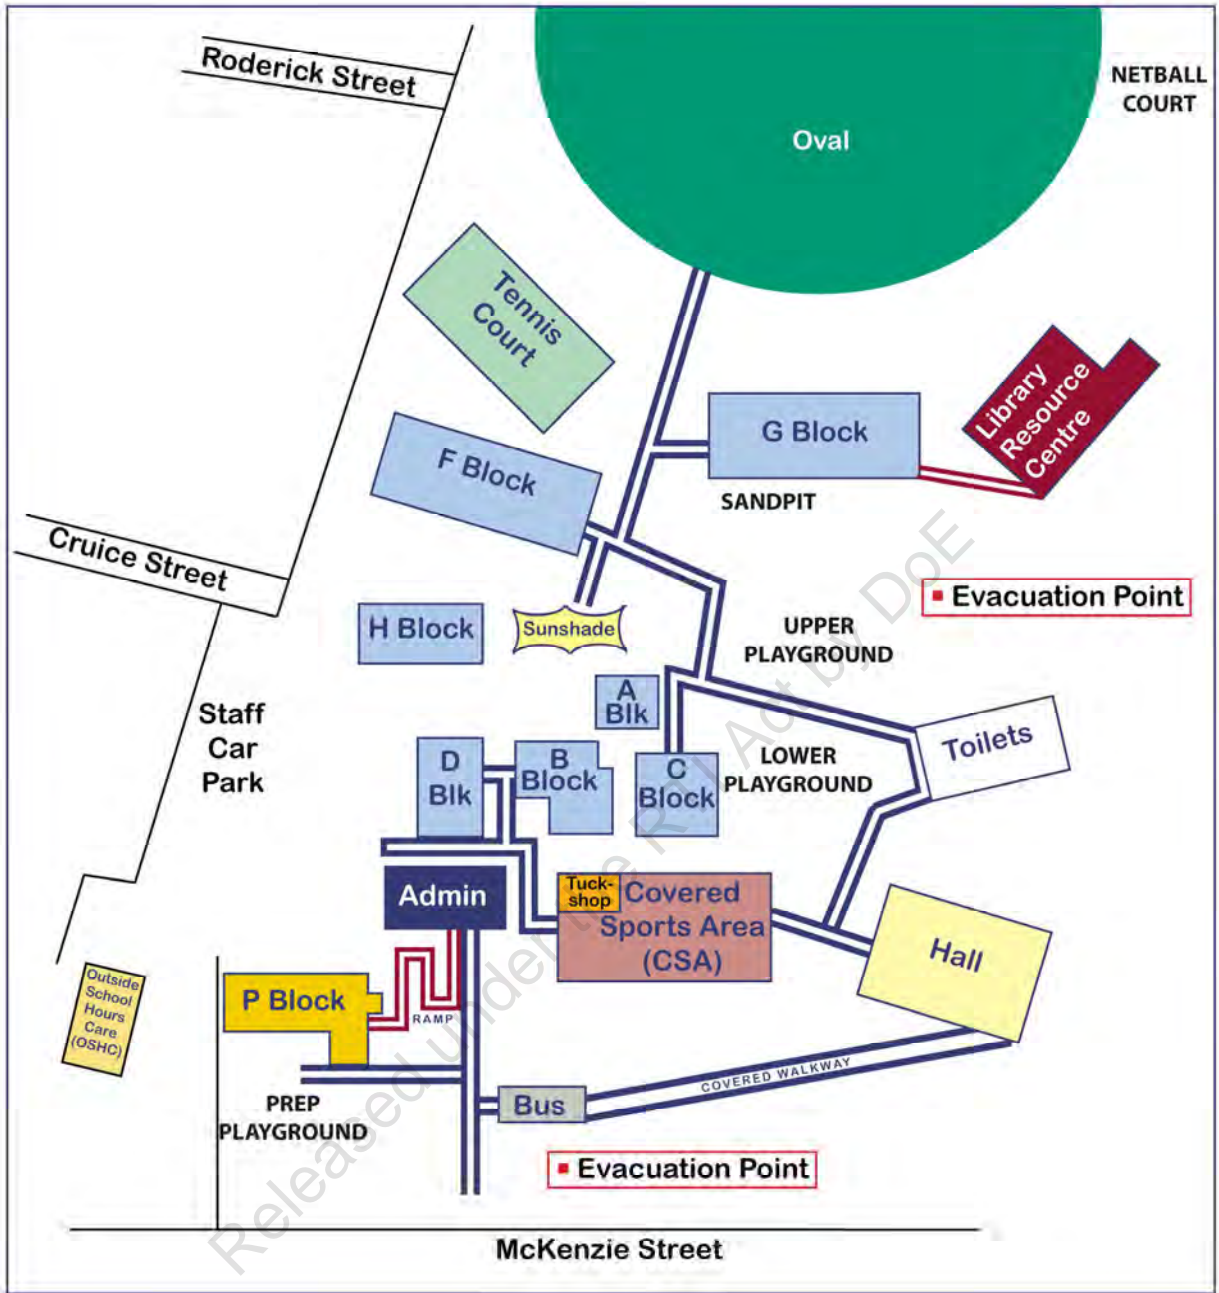 Roderick Street
NETBALL
COURT
Oval
Tennis
Court
Library
Resource
Centre
G Block
F Block
SANDPIT
Cruice Street
Evacuation Point
H Block
Sunshade
UPPER
PLAYGROUND
A
Blk
Staff
Car
Park
Toilets
D
Blk
B
Block
C
Block
LOWER
PLAYGROUND
Admin
Tuck-
shop
Covered
Sports Area
(CSA)
Hall
Outside
School
Hours
Care
(OSHC)
P Block
RAMP
COVERED WALKWAY
Bus
PREP
PLAYGROUND
Evacuation Point
McKenzie Street
Released under the RTI Act by DoE